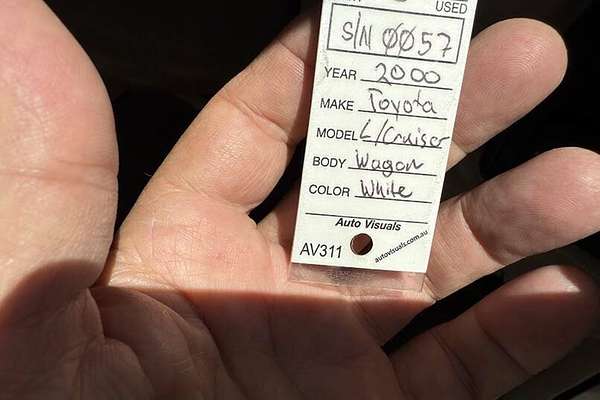 USED
S/N 0057
YEAR 2000
MAKE Toyota
MODEL L/Cruiser
BODY Wagon
COLOR White
Auto Visuals
AV311
autovisuals.com.au